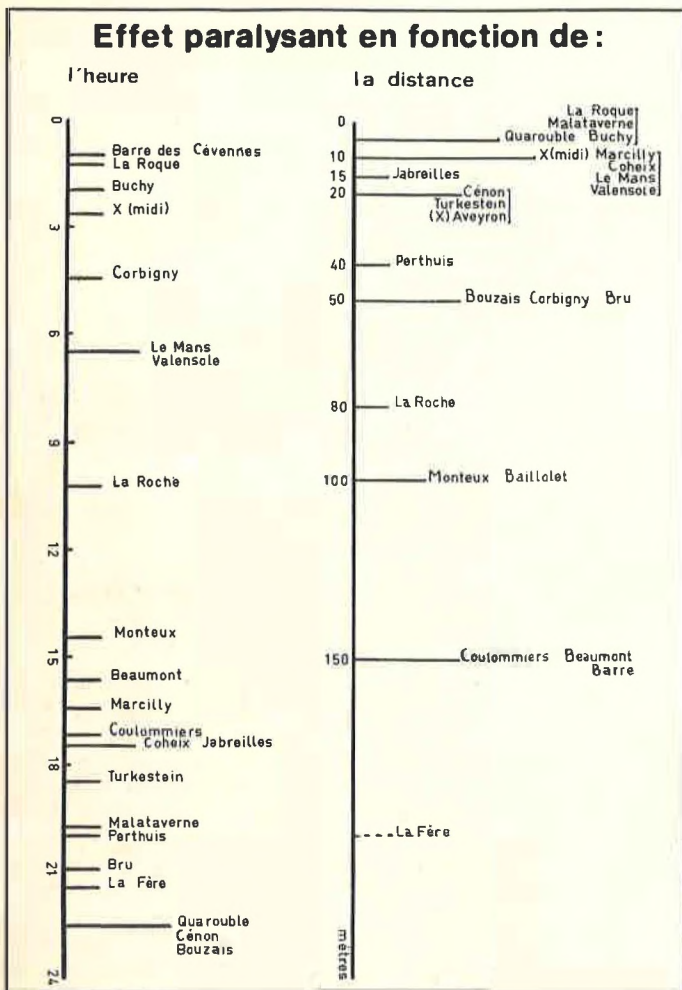 Effet paralysant en fonction de:
l'heure
0
Barre des Cévennes
La Roque
Buchy
X (midi)
3
Corbigny
6
Le Mans
Valensole
9
La Roche
12
Monteux
15
Beaumont
Marcilly
Coulommiers
Coheix Jabreilles
18
Turkestein
Malataverne
Perthuis
21
Bru
La Fère
Quarouble
Cénon
Bouzais
24
la distance
0
La Roque
Malataverne
Quarouble Buchy
10
X(midi) Marcilly
Coheix
Le Mans
Valensole
15
Jabreilles
20
Cénon
Turkestein
(X) Aveyron
40
Perthuis
50
Bouzais Corbigny Bru
80
La Roche
100
Monteux Baillolet
150
Coulommiers Beaumont
Barre
La Fère
mètres